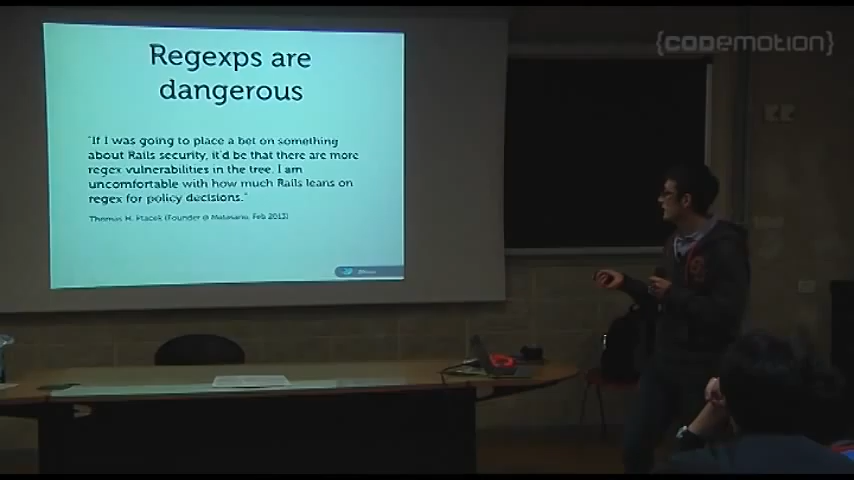 {CODEMOTION}
Regexps are
dangerous
"If I was going to place a bet on something
about Rails security, it'd be that there are more
regex vulnerabilities in the tree. I am
uncomfortable with how much Rails leans on
regex for policy decisions."
Thomas H. Ptacek (Founder @ Matasano, Feb 2013)